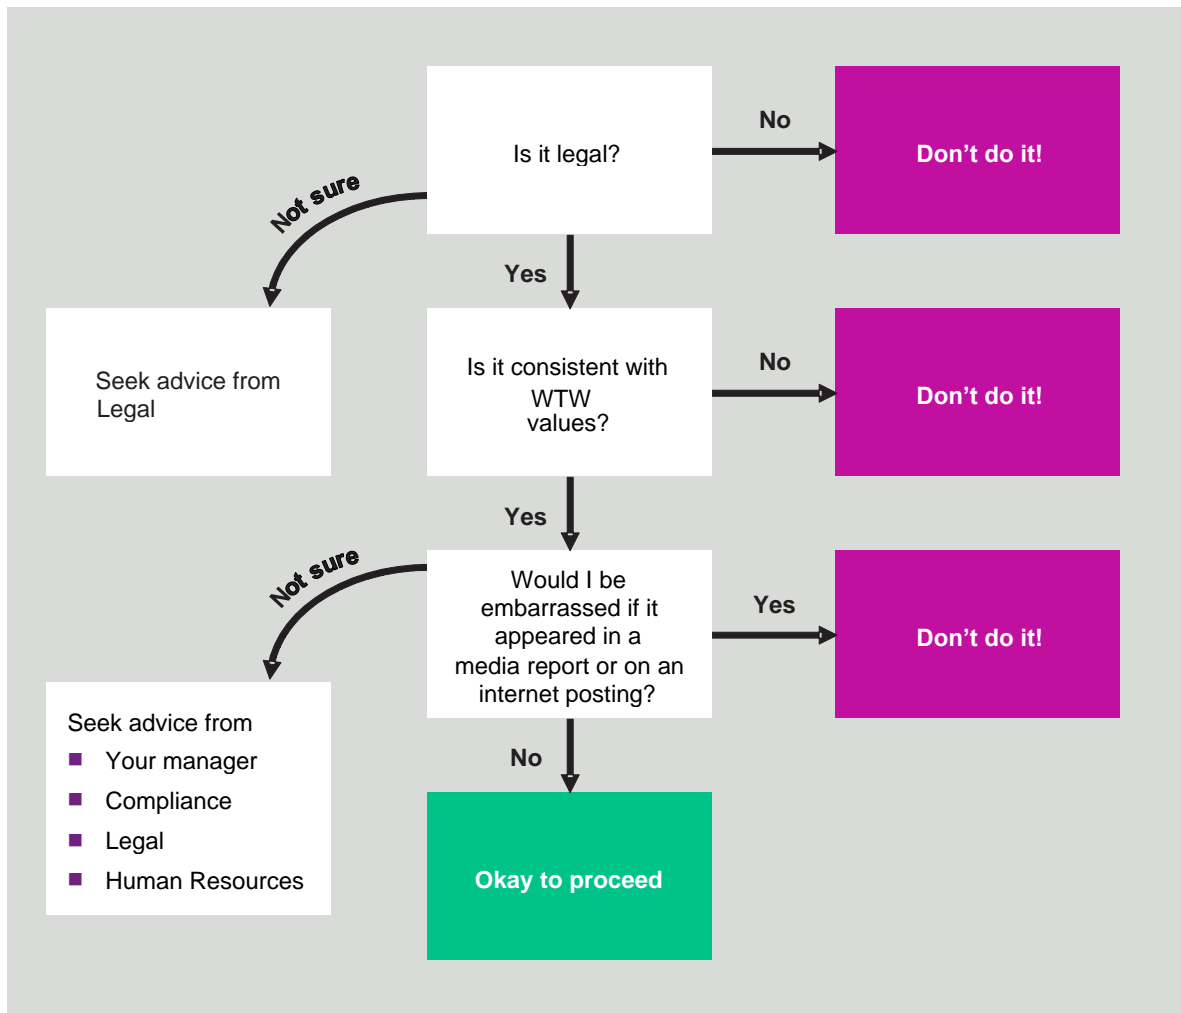 Is it legal?
No
Don't do it!
Not sure
Yes
Seek advice from
Legal
Is it consistent with
WTW
values?
No
Don't do it!
Yes
Not sure
Would I be
embarrassed if it
appeared in a
media report or on an
internet posting?
Yes
Don't do it!
Seek advice from
Your manager
Compliance
Legal
Human Resources
No
Okay to proceed